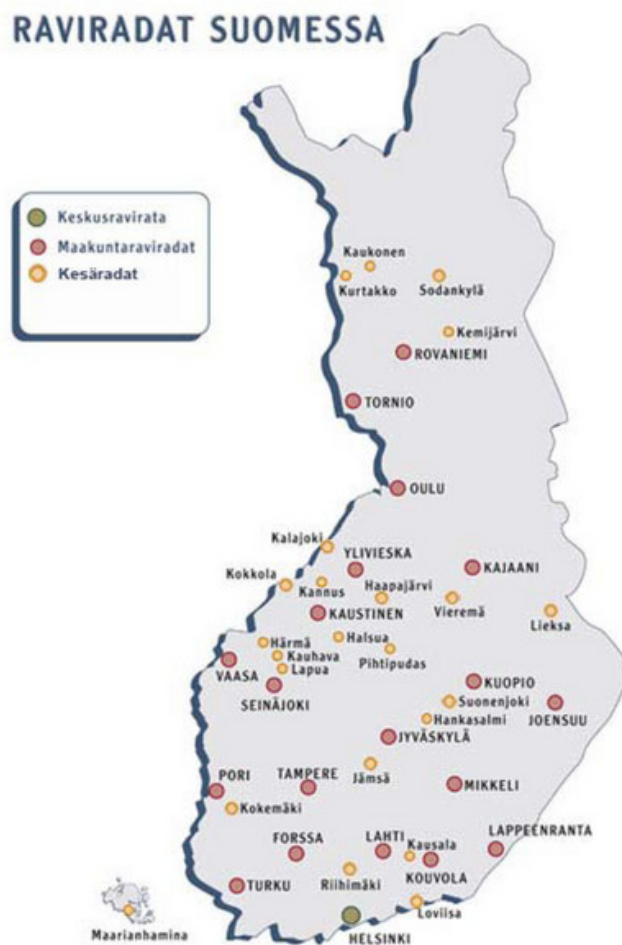 RAVIRADAT SUOMESSA
Keskusravirata
Maakuntaraviradat
Kesäradat
Kaukonen
Kurtakko
Sodankylä
Kemijärvi
ROVANIEMI
TORNIO
OULU
Kalajoki
YLIVIESKA
KAJAANI
Kokkola
Kannus
Haapajärvi
Vieremä
KAUSTINEN
Lieksa
Härmä
Halsua
Kauhava
Pihtipudas
Lapua
VAASA
KUOPIO
SEINÄJOKI
Suonenjoki
JOENSUU
Hankasalmi
JYVÄSKYLÄ
PORI
TAMPERE
Jämsä
MIKKELI
Kokemäki
LAPPEENRANTA
FORSSA
LAHTI
Kausala
KOUVOLA
Riihimäki
TURKU
Loviisa
Maarianhamina
HELSINKI